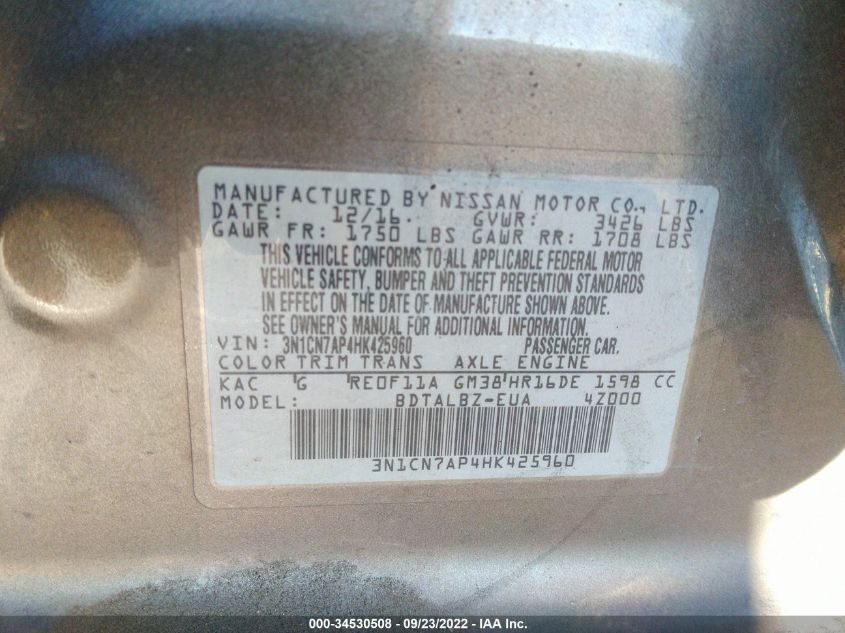 MANUFACTURED BY NISSAN MOTOR CO., LTD.
DATE: 12/16 GVWR: 3426 LBS
GAWR FR: 1750 LBS GAWR RR: 1708 LBS
THIS VEHICLE CONFORMS TO ALL APPLICABLE FEDERAL MOTOR
VEHICLE SAFETY, BUMPER AND THEFT PREVENTION STANDARDS
IN EFFECT ON THE DATE OF MANUFACTURE SHOWN ABOVE.
SEE OWNER'S MANUAL FOR ADDITIONAL INFORMATION.
VIN: 3N1CN7AP4HK425960 PASSENGER CAR.
COLOR TRIM TRANS AXLE ENGINE
KAC G RE0F11A GM38 HR16DE 1598 CC
MODEL: BDTALBZ-EUA 4Z000
3N1CN7AP4HK425960
000-34530508 - 09/23/2022 - IAA Inc.